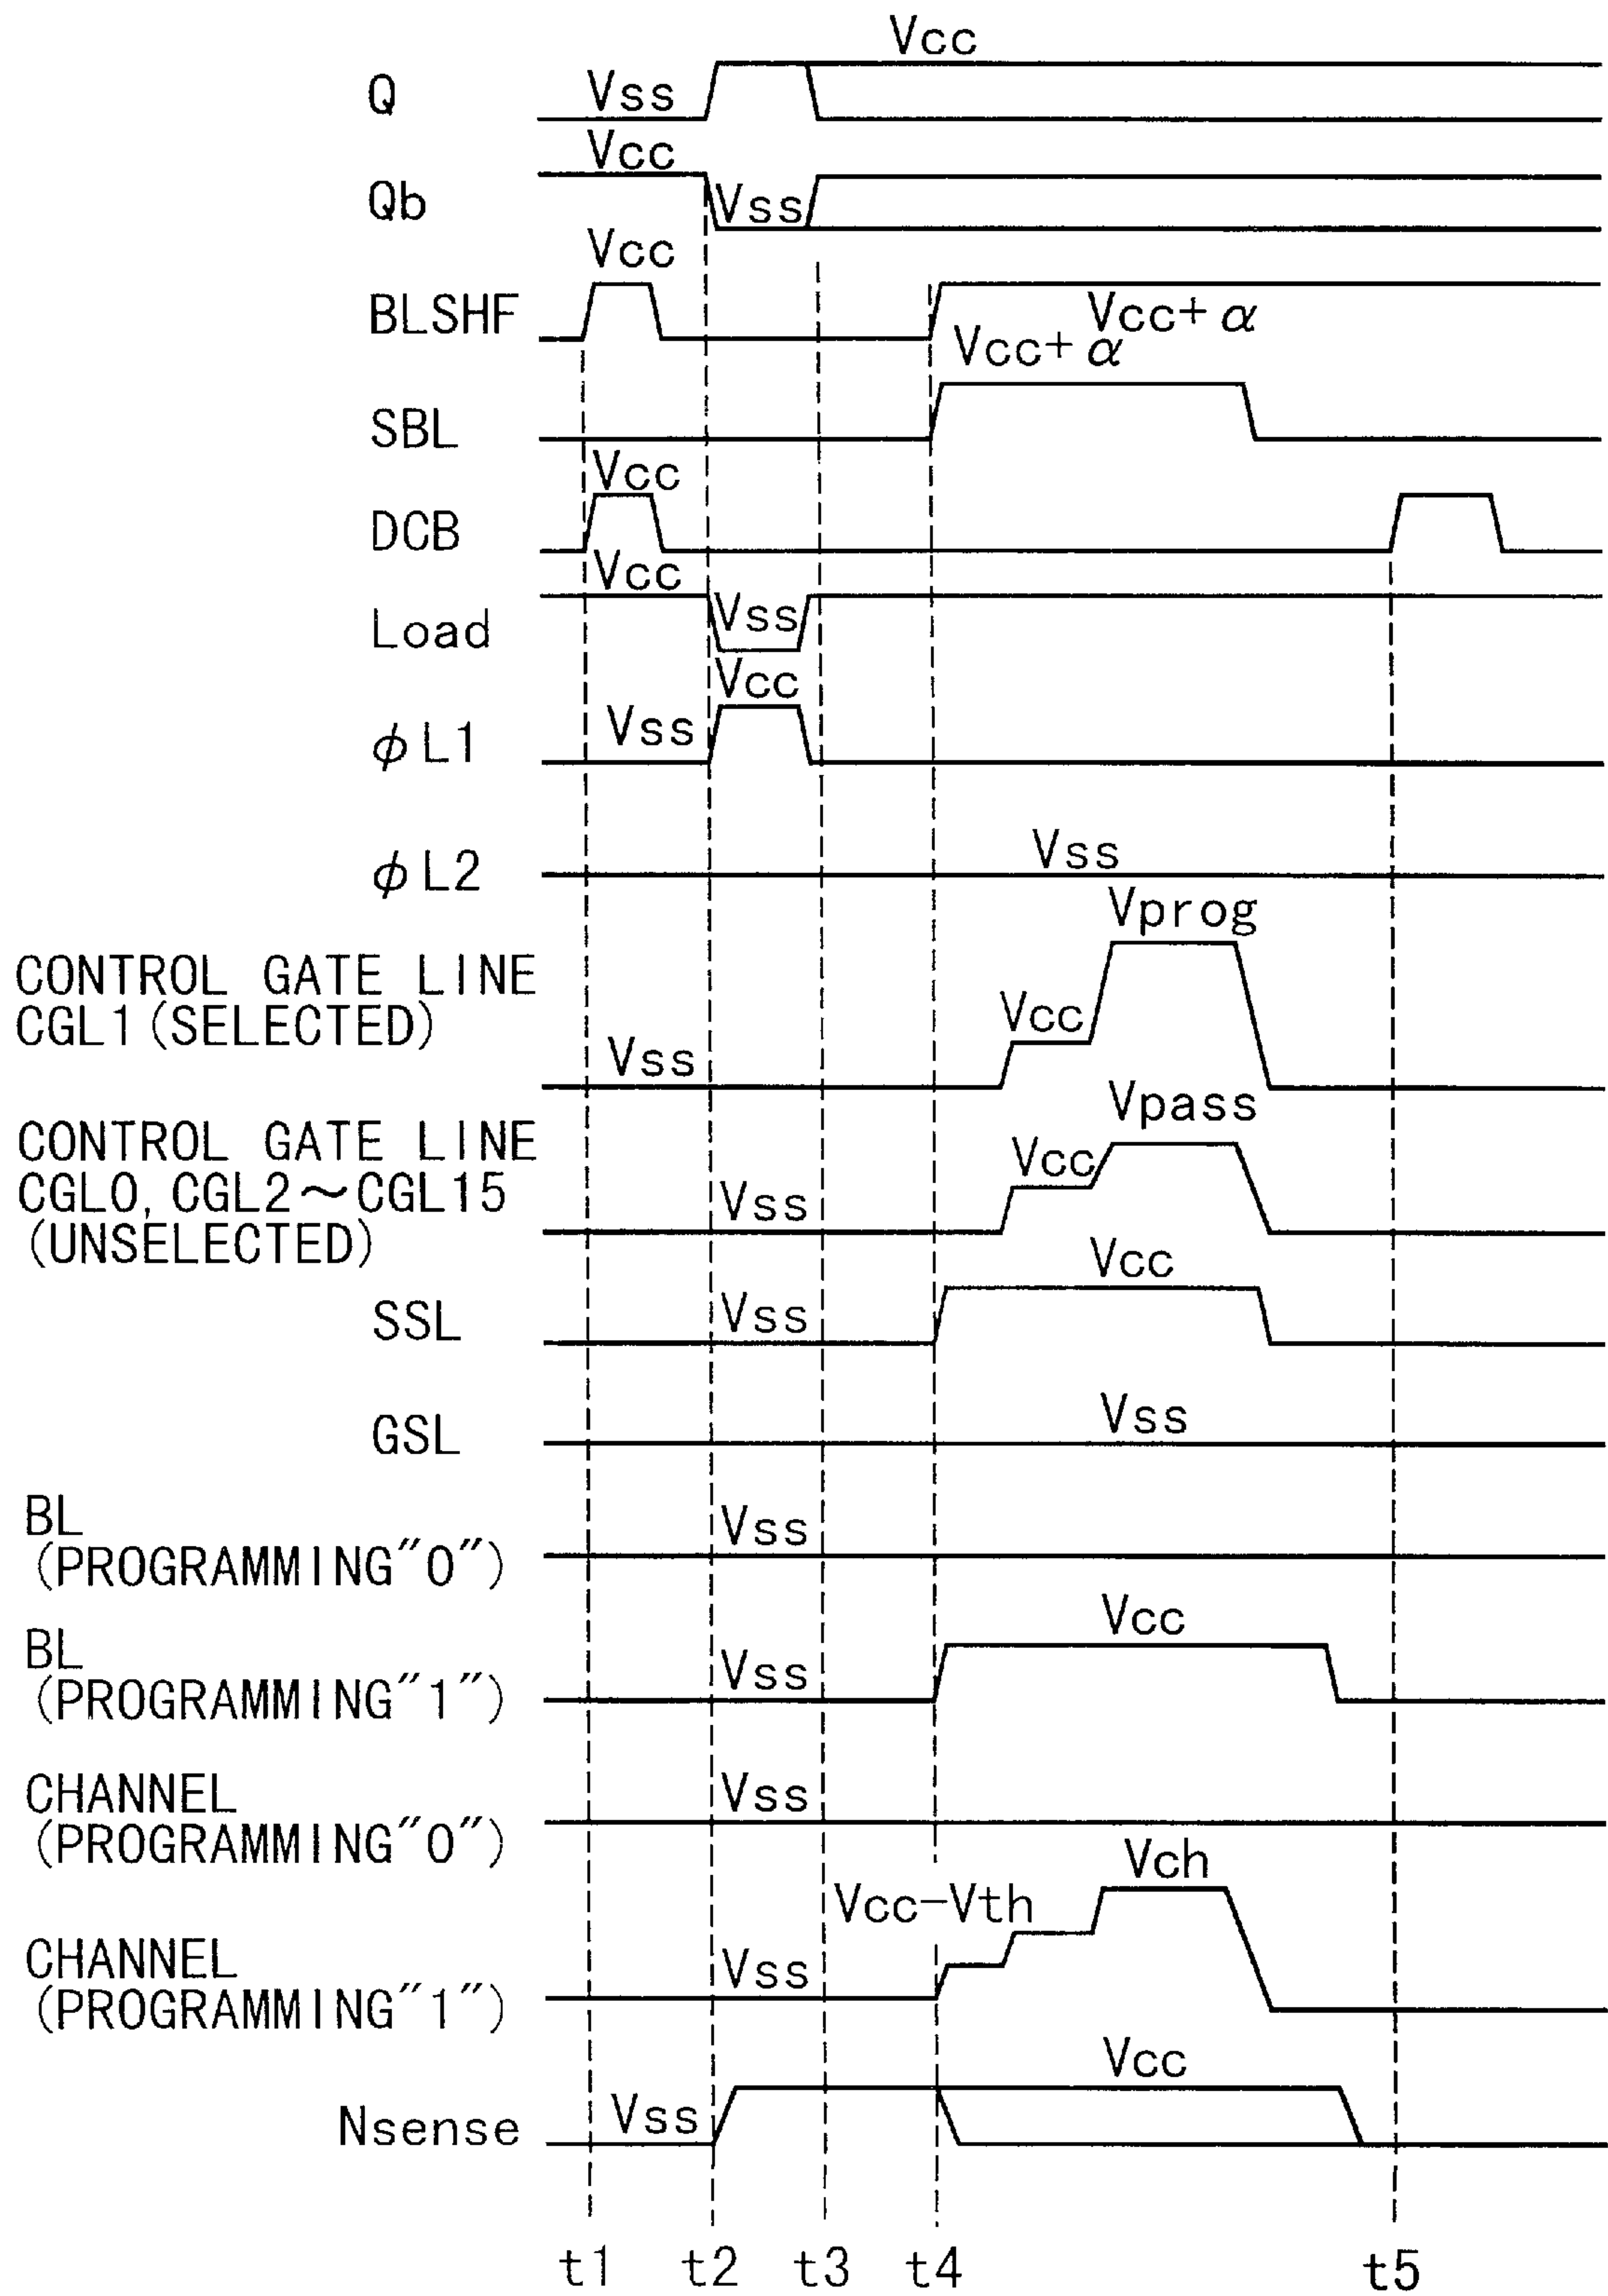 Vcc
Q Vss
Vcc
Qb Vss
Vcc
BLSHF Vcc+α
Vcc+α
SBL
Vcc
DCB
Vcc
Load Vss
Vcc
φL1 Vss
φL2 Vss
Vprog
CONTROL GATE LINE
CGL1(SELECTED) Vcc
Vss
Vpass
CONTROL GATE LINE
CGL0,CGL2~CGL15 Vcc
(UNSELECTED) Vss
Vcc
SSL Vss
GSL Vss
BL Vss
(PROGRAMMING"0")
Vcc
BL Vss
(PROGRAMMING"1")
CHANNEL Vss
(PROGRAMMING"0")
Vch
Vcc-Vth
CHANNEL Vss
(PROGRAMMING"1")
Vcc
Nsense Vss
t1 t2 t3 t4 t5